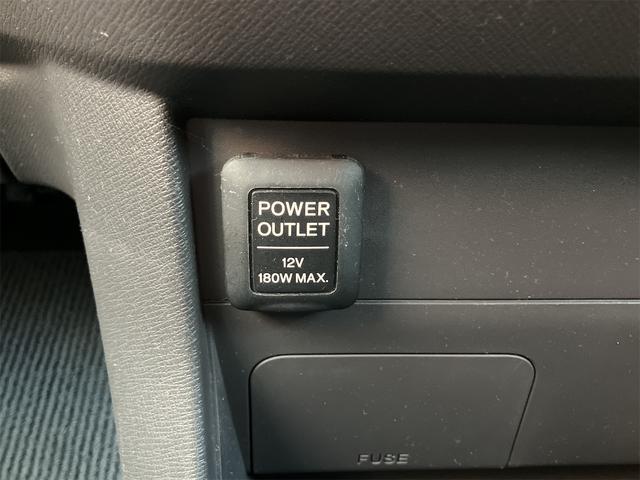 POWER
OUTLET
12V
180W MAX.
FUSE